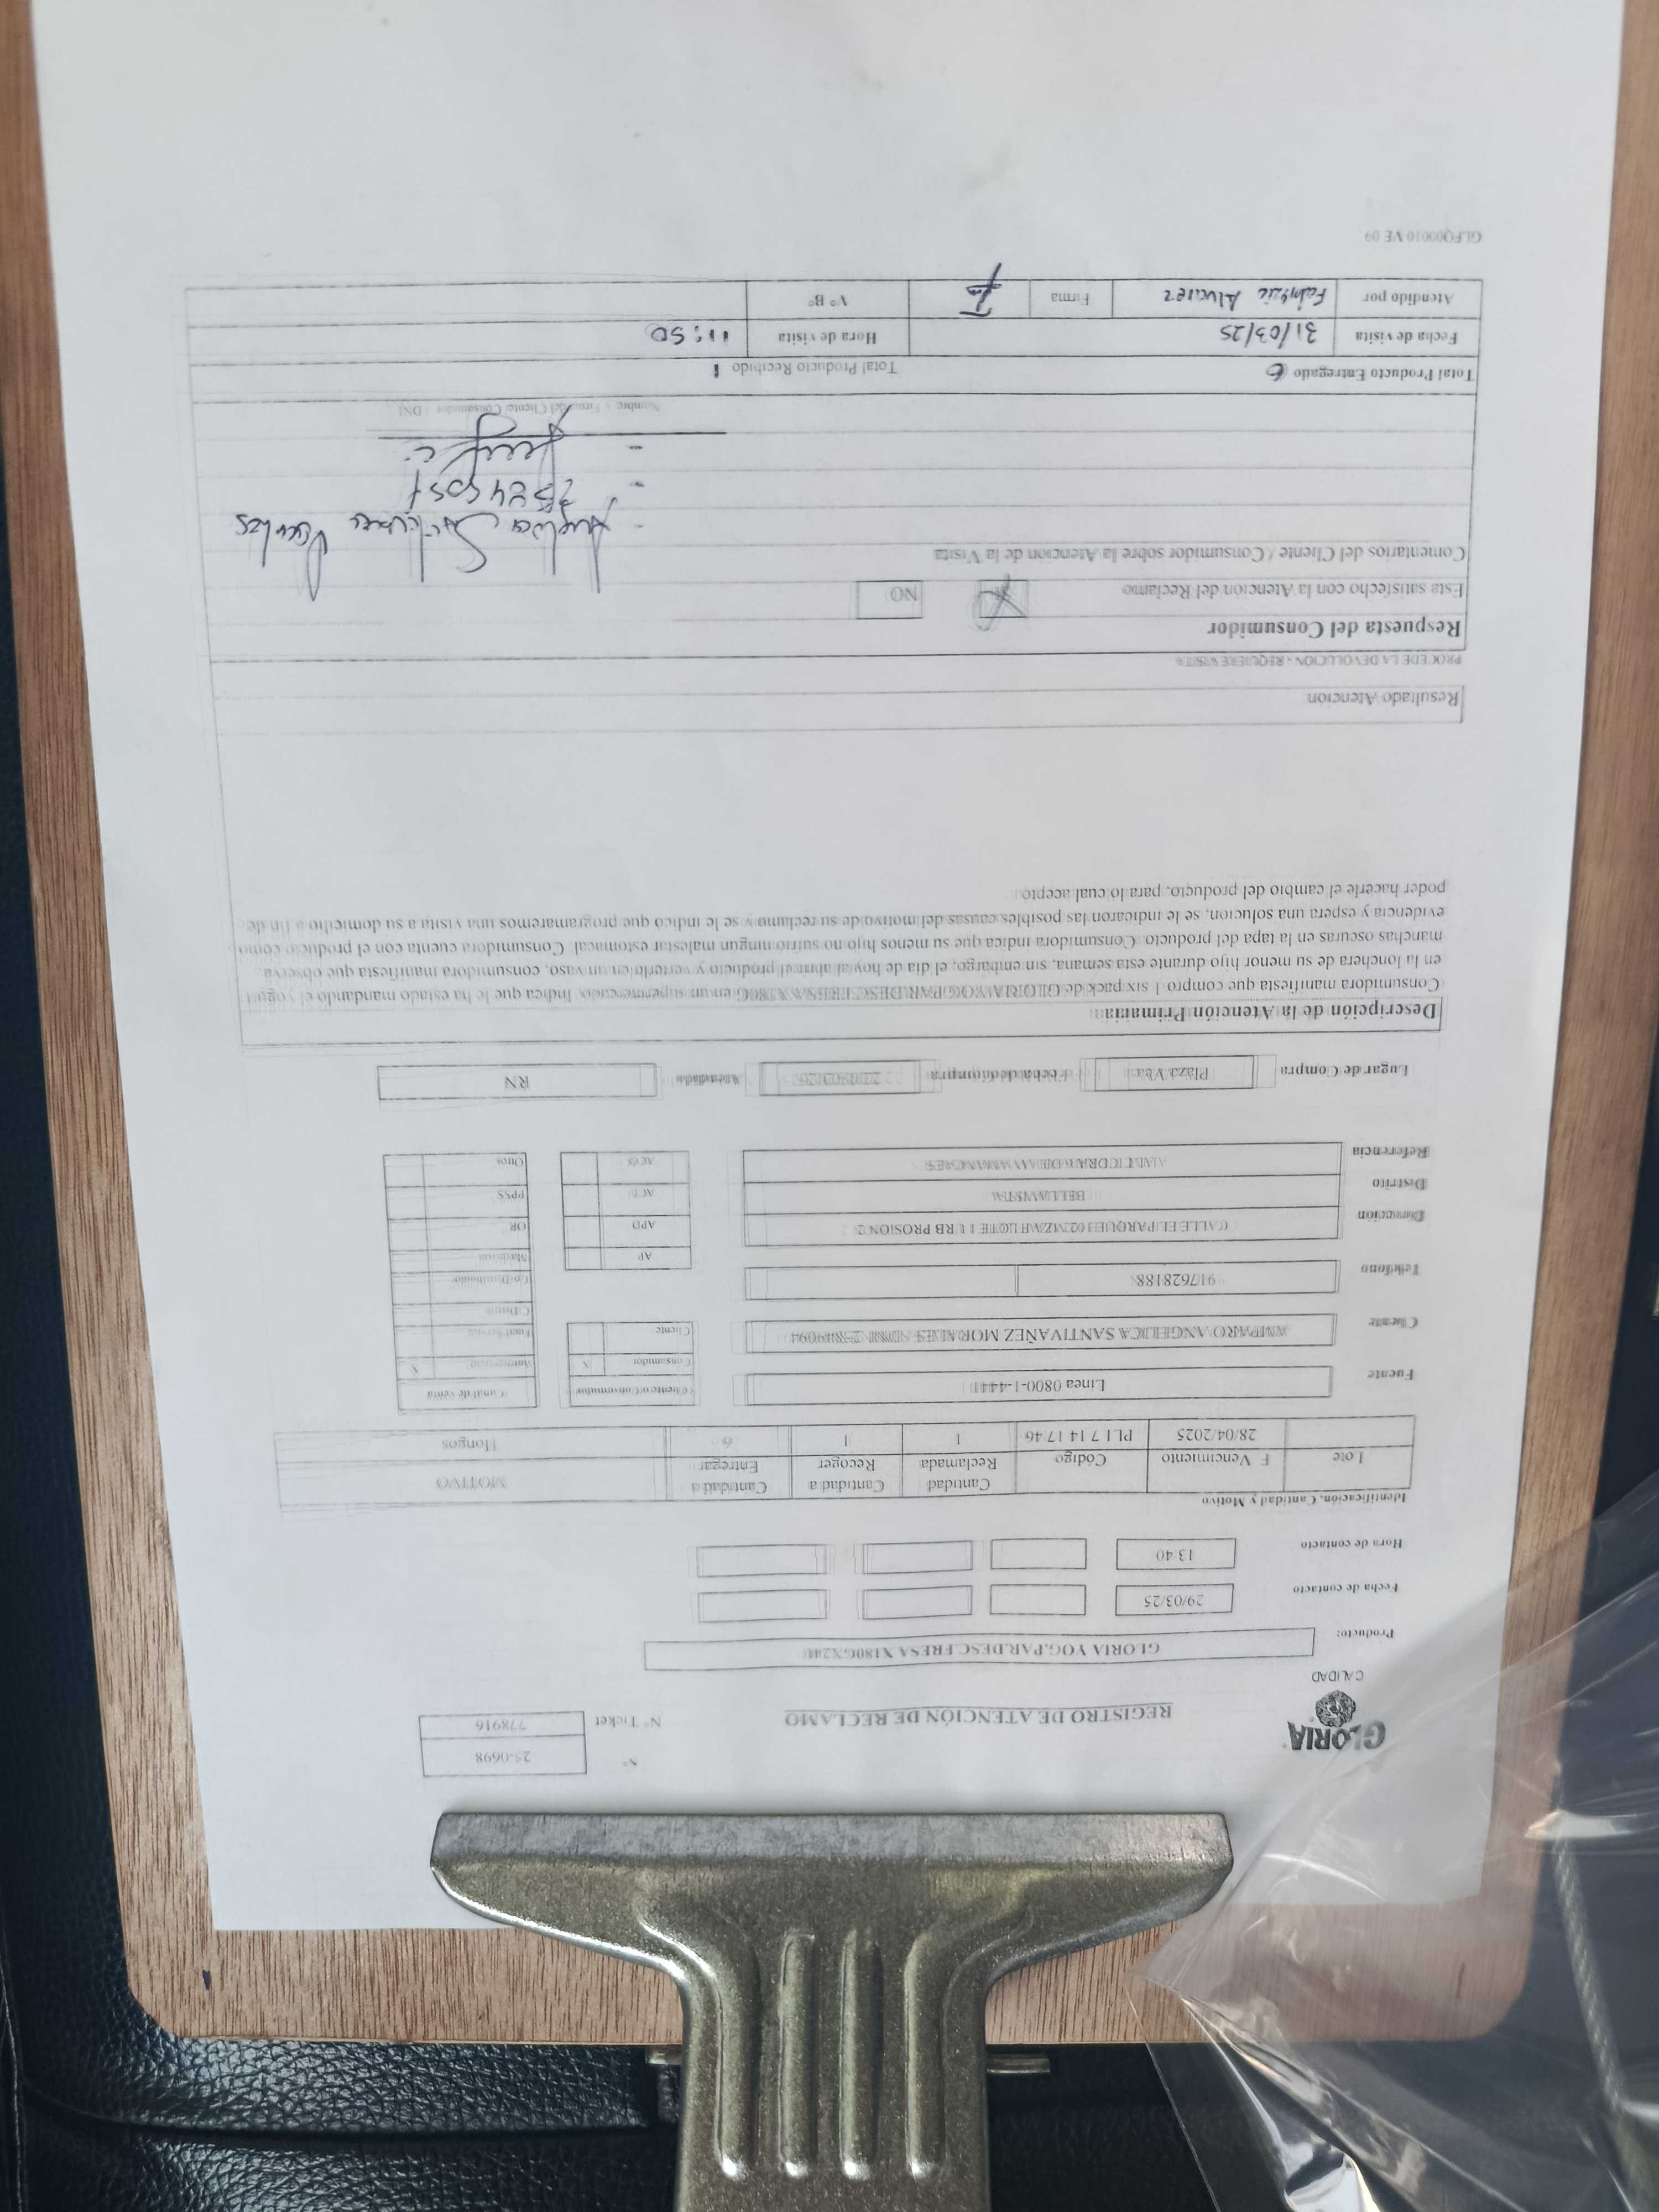 GLORIA
CALIDAD
REGISTRO DE ATENCIÓN DE RECLAMO
N° 25-0698
N° Ticket 778916
Producto: GLORIA YOG.PAR.DESC.FRESA X180G
Fecha de contacto 29/03/25
Hora de contacto 13:40
Identificación, Cantidad y Motivo
Lote F. Vencimiento Código Cantidad Reclamada Cantidad a Recoger Cantidad a Entregar MOTIVO
28/04/2025 PL1 7 14 17:46 1 1 6 Hongos
Fuente Linea 0800-1-4441
Cliente o Consumidor Canal de venta
Consumidor X Autoservicio X
Cliente AMPARO ANGELICA SANTIVAÑEZ MORALES
Cliente Food Service
Teléfono 917628188
Dirección CALLE EL PARQUE
AP
APD OR
Distrito BELLAVISTA
PPSS
Referencia
Otros
Lugar de Compra Plaza Vea Fecha de compra Atendido RN
Descripción de la Atención Primaria
Consumidora manifiesta que compro 1 six pack de GLORIA YOG.PAR.DESC.FRESA X180G en un supermercado. Indica que le ha estado mandando el yogurt
en la lonchera de su menor hijo durante esta semana, sin embargo, el dia de hoy al abrir el producto y verterlo en un vaso, consumidora manifiesta que observa
manchas oscuras en la tapa del producto. Consumidora indica que su menos hijo no sufrio ningun malestar estomacal. Consumidora cuenta con el producto como
evidencia y espera una solucion, se le indicaron las posibles causas del motivo de su reclamo y se le indico que programaremos una visita a su domicilio a fin de
poder hacerle el cambio del producto, para lo cual acepto.
Resultado Atencion
PROCEDE LA DEVOLUCION - REQUIERE VISITA
Respuesta del Consumidor
Esta satisfecho con la Atencion del Reclamo SI NO
Comentarios del Cliente / Consumidor sobre la Atencion de la Visita
Nombre y Firma del Cliente Consumidor DNI
Total Producto Entregado 6 Total Producto Recibido 1
Fecha de visita 31/03/25 Hora de visita 11:50
Atendido por Fabrizio Alvarez Firma V° B°
GLFQ00010 VE 09